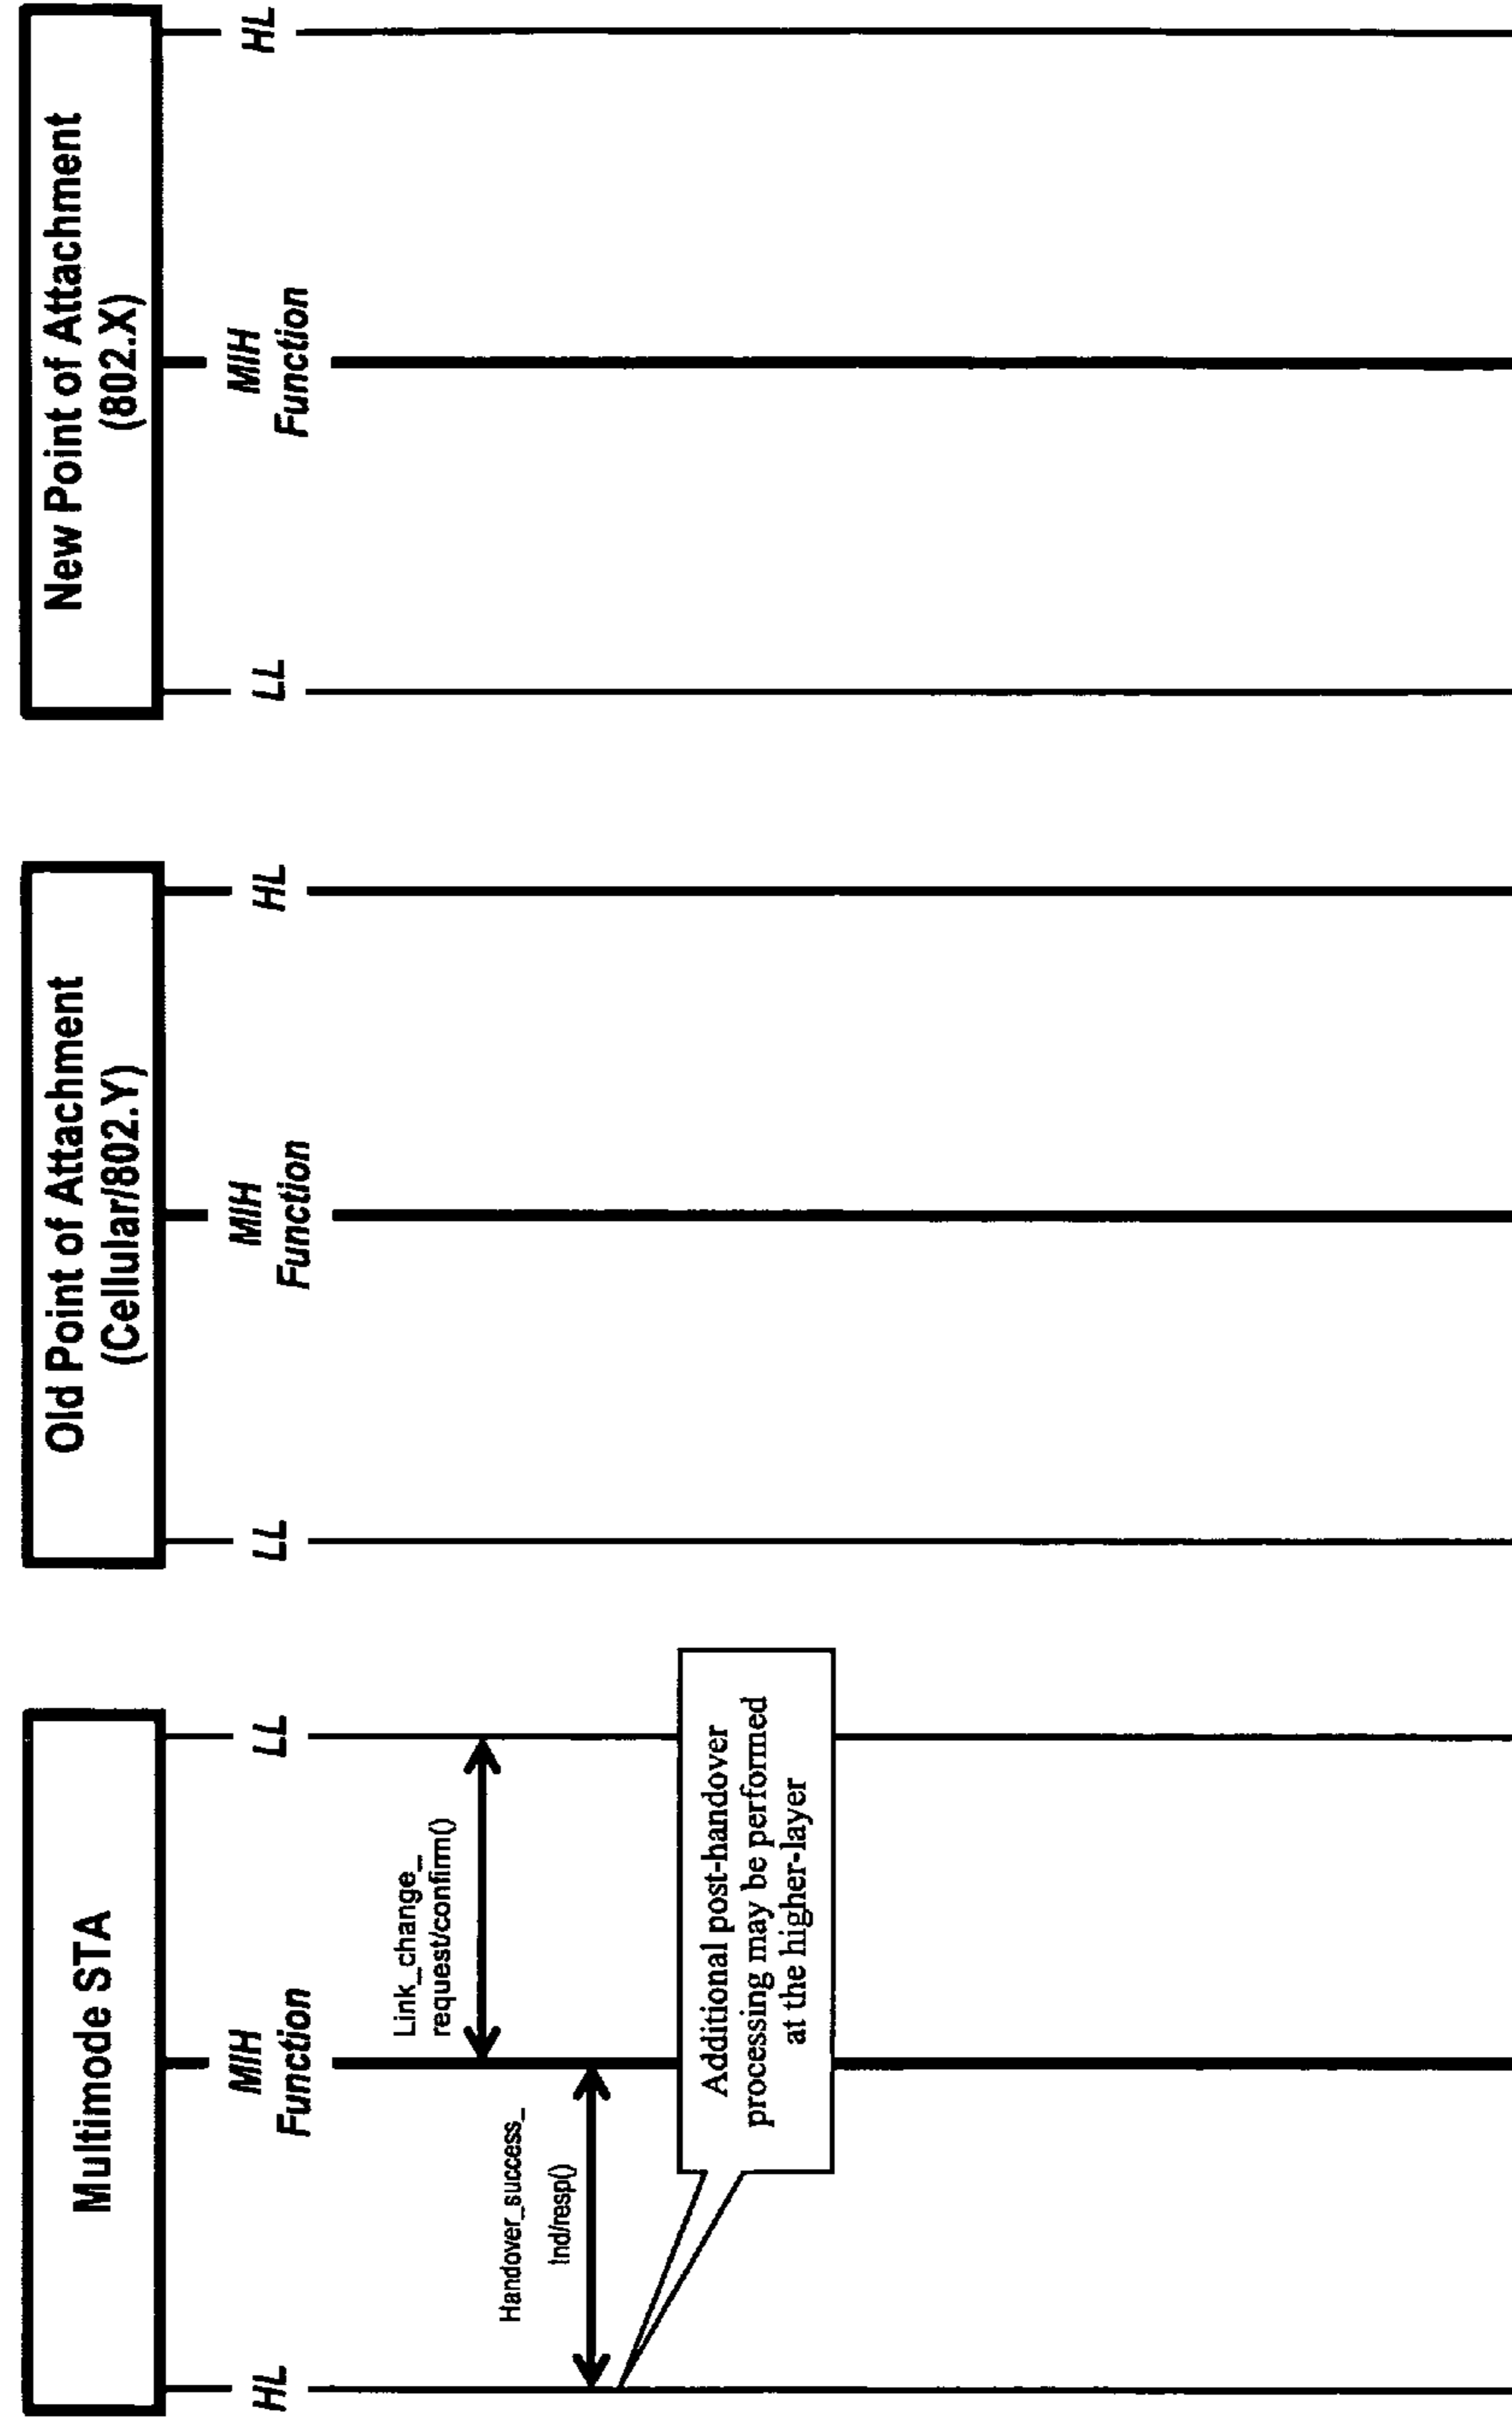 Multimode STA
Old Point of Attachment
(Cellular/802.Y)
New Point of Attachment
(802.X)
HL
MIH
Function
LL
LL
MIH
Function
HL
LL
MIH
Function
HL
Link_change_
request/confirm()
Handover_success_
Ind/resp()
Additional post-handover
processing may be performed
at the higher-layer